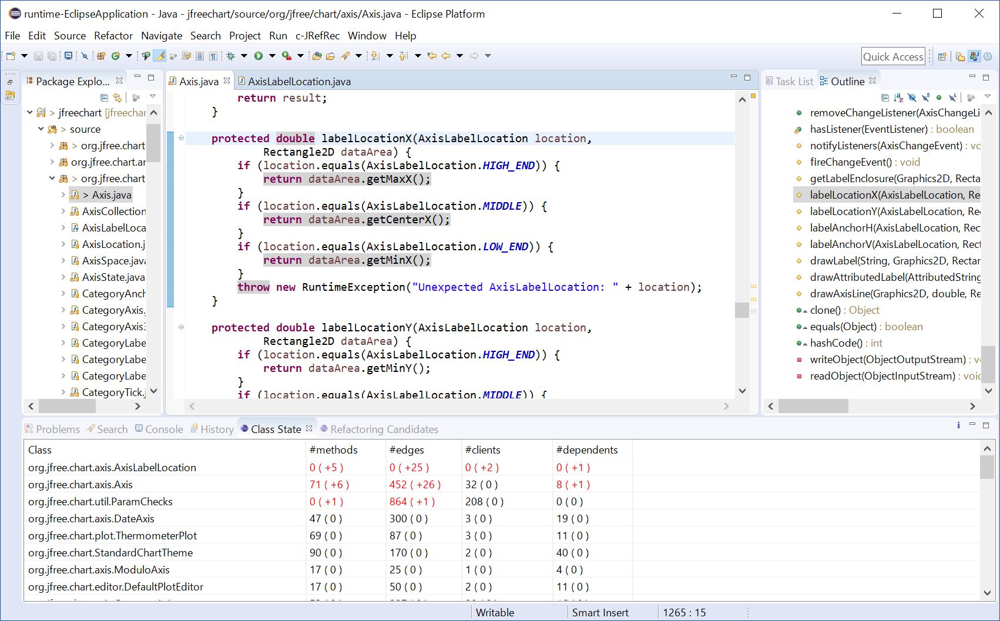 runtime-EclipseApplication - Java - jfreechart/source/org/jfree/chart/axis/Axis.java - Eclipse Platform
File Edit Source Refactor Navigate Search Project Run c-JRefRec Window Help
Quick Access
Package Explo...
> jfreechart [jfreechar
> source
> org.jfree.chart
org.jfree.chart.ar
> org.jfree.chart
> Axis.java
AxisCollection
AxisLabelLoca
AxisLocation.j
AxisSpace.java
AxisState.java
CategoryAnch
CategoryAxis.
CategoryAxis3
CategoryLabe
CategoryLabe
CategoryLabe
CategoryTick.j
Axis.java AxisLabelLocation.java
return result;
}
protected double labelLocationX(AxisLabelLocation location,
Rectangle2D dataArea) {
if (location.equals(AxisLabelLocation.HIGH_END)) {
return dataArea.getMaxX();
}
if (location.equals(AxisLabelLocation.MIDDLE)) {
return dataArea.getCenterX();
}
if (location.equals(AxisLabelLocation.LOW_END)) {
return dataArea.getMinX();
}
throw new RuntimeException("Unexpected AxisLabelLocation: " + location);
}
protected double labelLocationY(AxisLabelLocation location,
Rectangle2D dataArea) {
if (location.equals(AxisLabelLocation.HIGH_END)) {
return dataArea.getMinY();
}
if (location.equals(AxisLabelLocation.MIDDLE)) {
Task List Outline
removeChangeListener(AxisChangeLi
hasListener(EventListener) : boolean
notifyListeners(AxisChangeEvent) : vo
fireChangeEvent() : void
getLabelEnclosure(Graphics2D, Recta
labelLocationX(AxisLabelLocation, Re
labelLocationY(AxisLabelLocation, Re
labelAnchorH(AxisLabelLocation, Rec
labelAnchorV(AxisLabelLocation, Rect
drawLabel(String, Graphics2D, Rectar
drawAttributedLabel(AttributedString
drawAxisLine(Graphics2D, double, Re
clone() : Object
equals(Object) : boolean
hashCode() : int
writeObject(ObjectOutputStream) : v
readObject(ObjectInputStream) : void
Problems Search Console History Class State Refactoring Candidates
Class #methods #edges #clients #dependents
org.jfree.chart.axis.AxisLabelLocation 0 ( +5 ) 0 ( +25 ) 0 ( +2 ) 0 ( +1 )
org.jfree.chart.axis.Axis 71 ( +6 ) 452 ( +26 ) 32 ( 0 ) 8 ( +1 )
org.jfree.chart.util.ParamChecks 0 ( +1 ) 864 ( +1 ) 208 ( 0 ) 0 ( 0 )
org.jfree.chart.axis.DateAxis 47 ( 0 ) 300 ( 0 ) 3 ( 0 ) 19 ( 0 )
org.jfree.chart.plot.ThermometerPlot 69 ( 0 ) 87 ( 0 ) 3 ( 0 ) 11 ( 0 )
org.jfree.chart.StandardChartTheme 90 ( 0 ) 170 ( 0 ) 2 ( 0 ) 40 ( 0 )
org.jfree.chart.axis.ModuloAxis 17 ( 0 ) 25 ( 0 ) 1 ( 0 ) 4 ( 0 )
org.jfree.chart.editor.DefaultPlotEditor 17 ( 0 ) 50 ( 0 ) 2 ( 0 ) 11 ( 0 )
Writable Smart Insert 1265 : 15